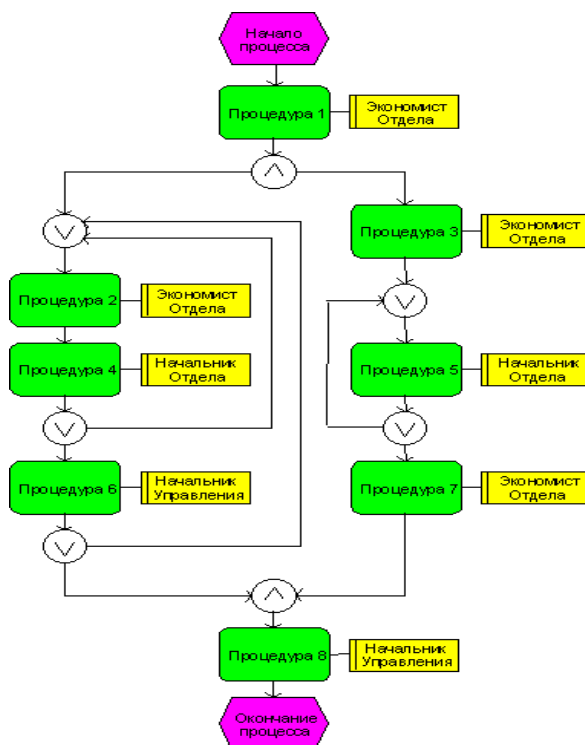 Начало
процесса
Процедура 1
Экономист
Отдела
Процедура 3
Экономист
Отдела
Процедура 2
Экономист
Отдела
Процедура 4
Начальник
Отдела
Процедура 5
Начальник
Отдела
Процедура 6
Начальник
Управления
Процедура 7
Экономист
Отдела
Процедура 8
Начальник
Управления
Окончание
процесса